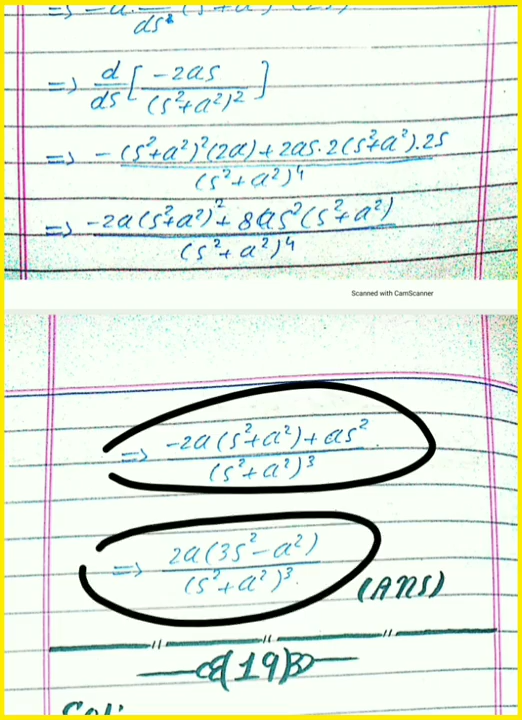 d/ds²
=> d/ds [ -2as / (s²+a²)² ]
=> -(s²+a²)²(2a) + 2as·2(s²+a²)·2s / (s²+a²)⁴
=> -2a(s²+a²)² + 8as²(s²+a²) / (s²+a²)⁴
Scanned with CamScanner
=> -2a(s²+a²) + as² / (s²+a²)³
=> 2a(3s²-a²) / (s²+a²)³. (Ans)
(19)